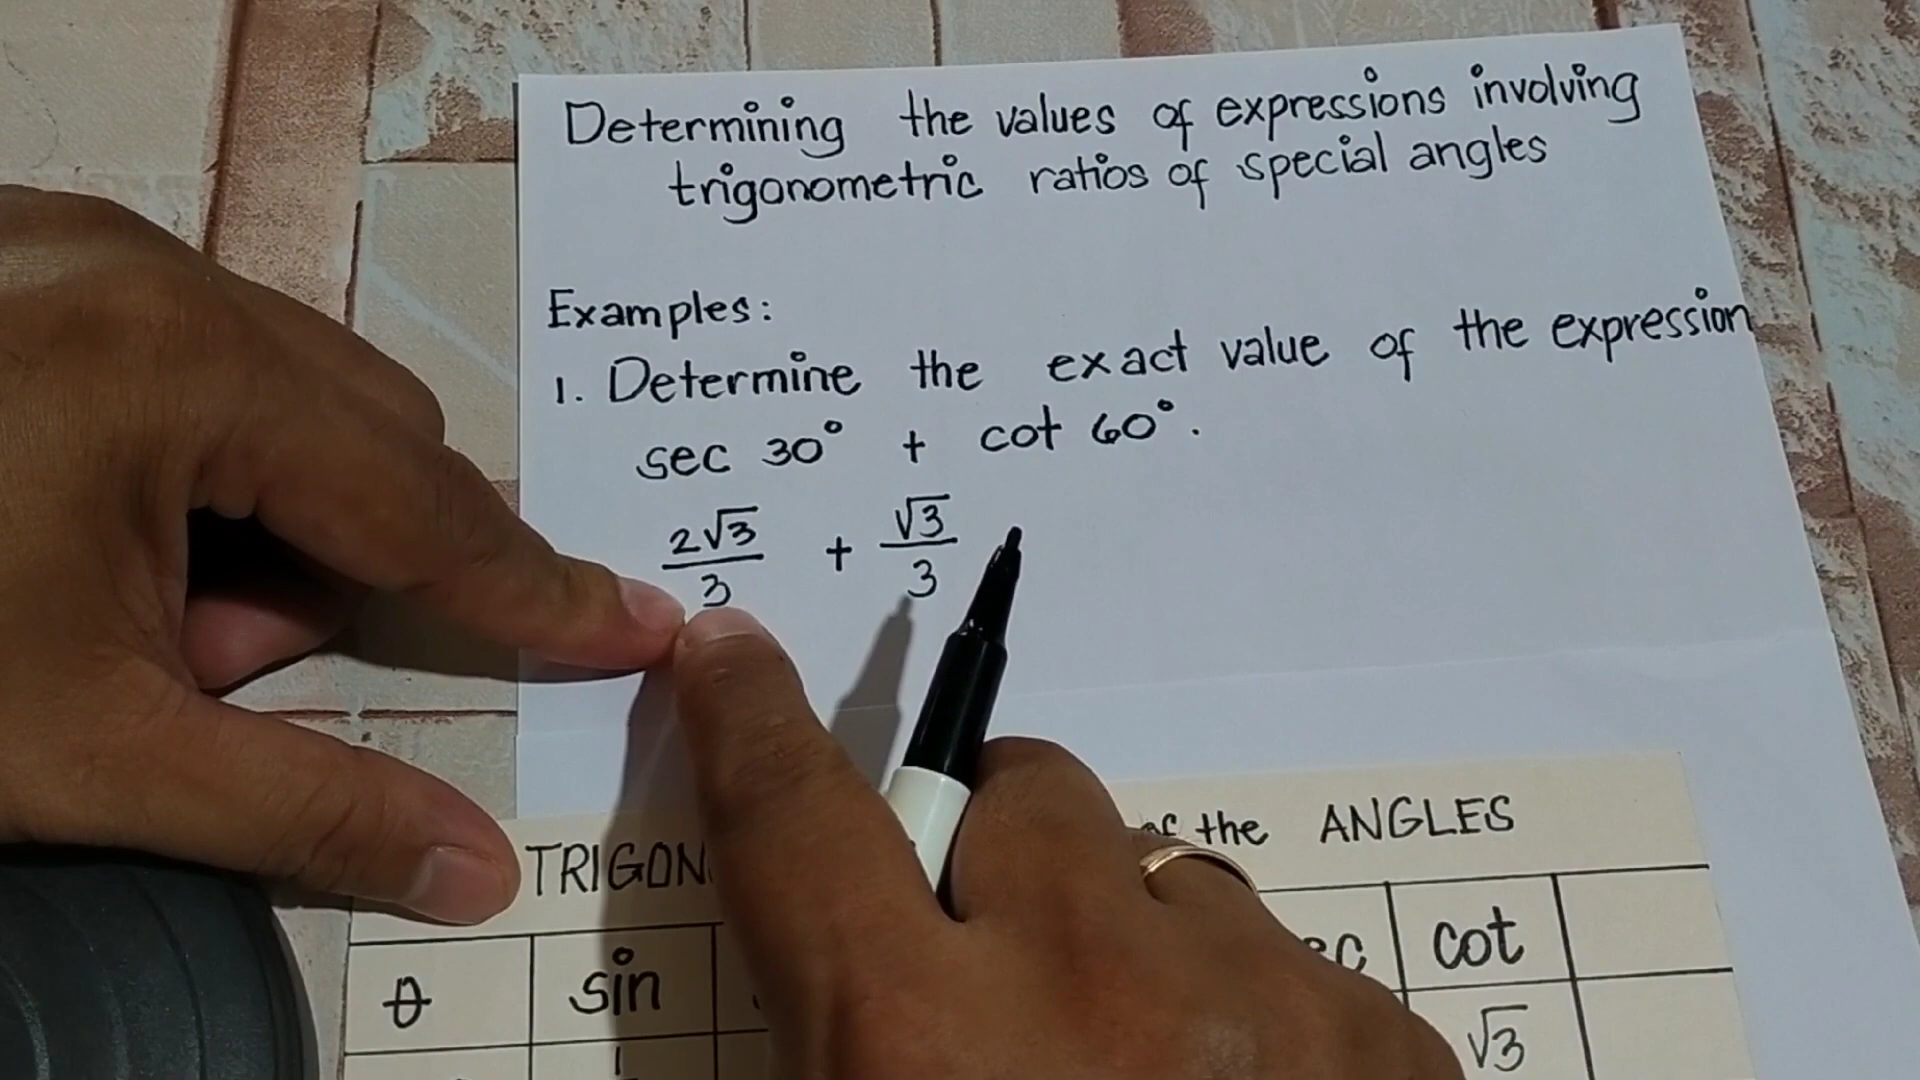 Determining the values of expressions involving
trigonometric ratios of special angles
Examples:
1. Determine the exact value of the expression
sec 30° + cot 60°.
2√3/3 + √3/3
of the ANGLES
θ sin cot
√3